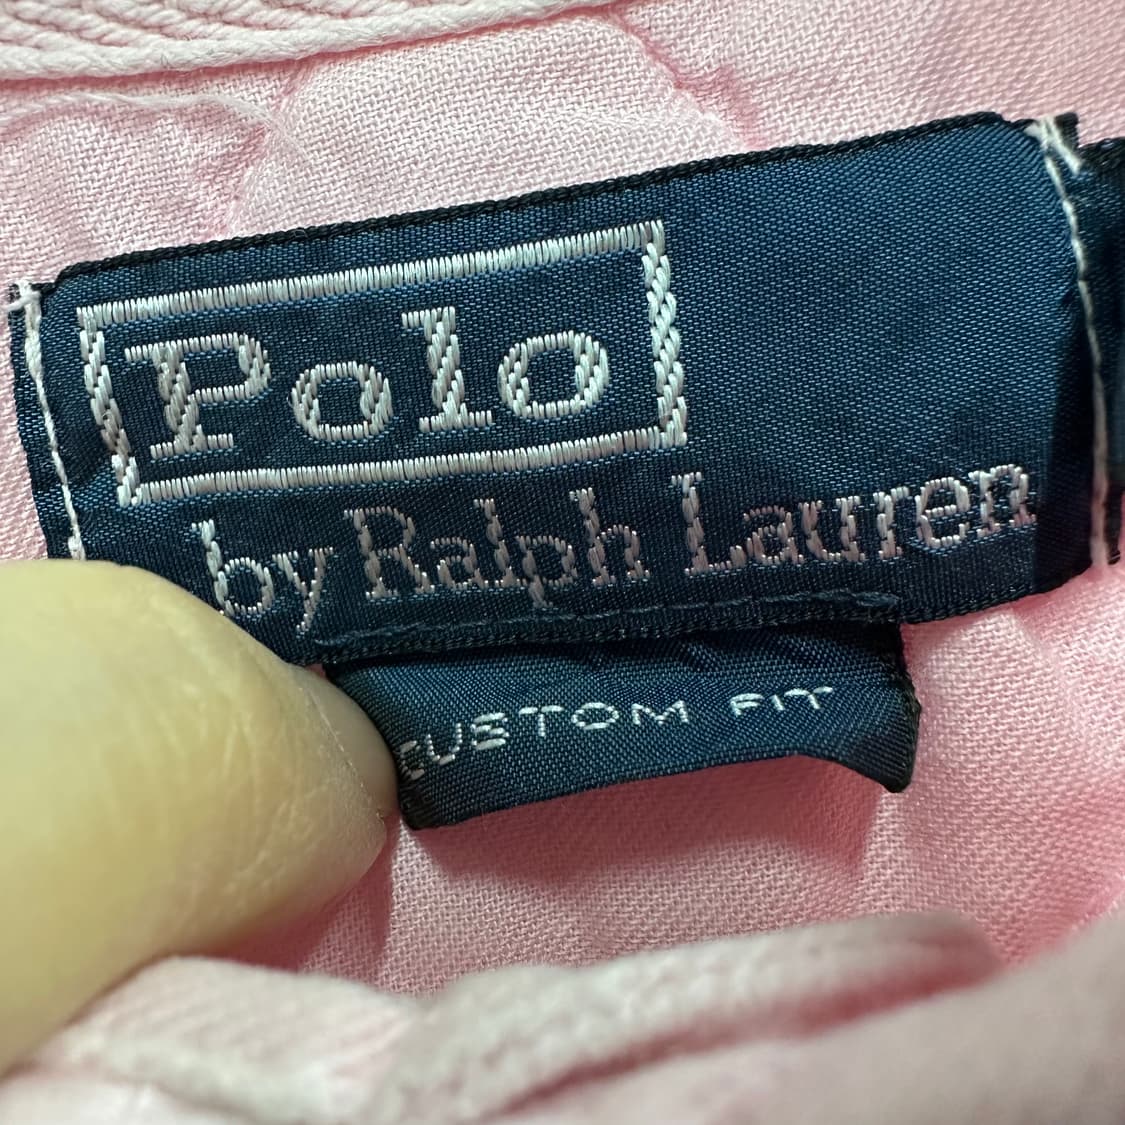 Polo
by Ralph Lauren
CUSTOM FIT